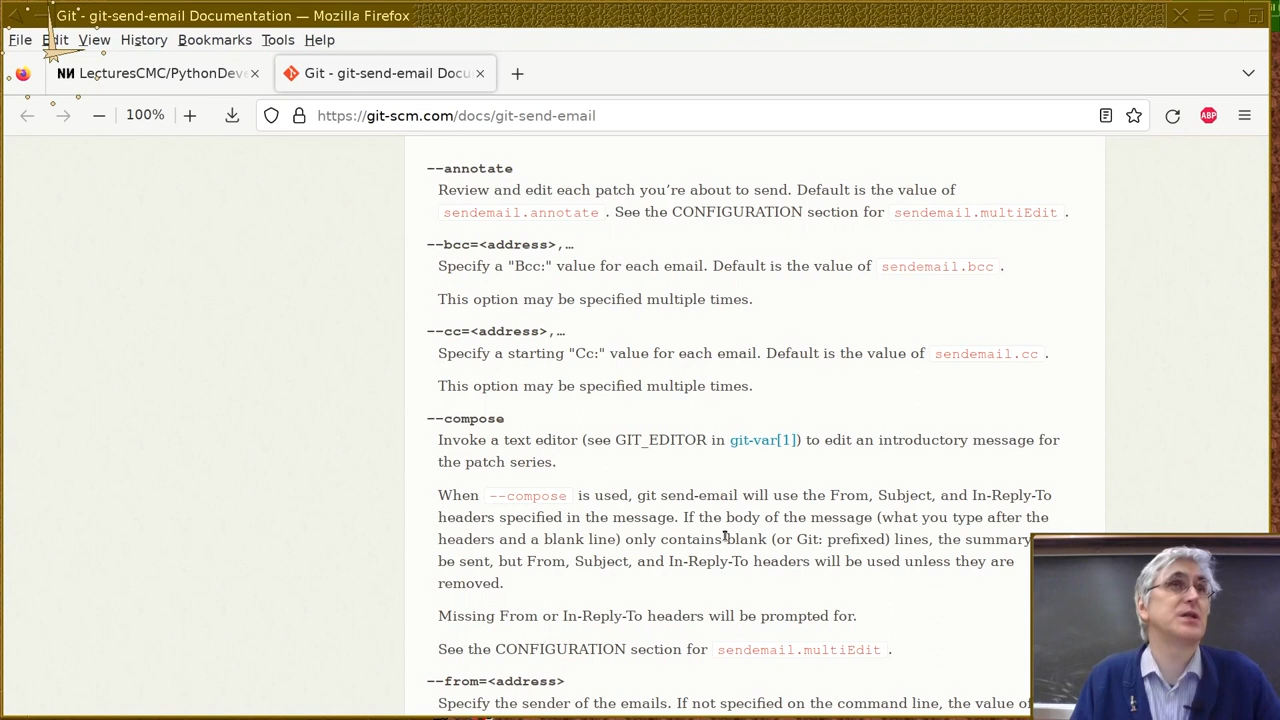 Git - git-send-email Documentation — Mozilla Firefox
File Edit View History Bookmarks Tools Help
LecturesCMC/PythonDeve
Git - git-send-email Docu
100%
https://git-scm.com/docs/git-send-email
ABP
--annotate
Review and edit each patch you’re about to send. Default is the value of
sendemail.annotate. See the CONFIGURATION section for sendemail.multiEdit.
--bcc=<address>,…
Specify a "Bcc:" value for each email. Default is the value of sendemail.bcc.
This option may be specified multiple times.
--cc=<address>,…
Specify a starting "Cc:" value for each email. Default is the value of sendemail.cc.
This option may be specified multiple times.
--compose
Invoke a text editor (see GIT_EDITOR in git-var[1]) to edit an introductory message for
the patch series.
When --compose is used, git send-email will use the From, Subject, and In-Reply-To
headers specified in the message. If the body of the message (what you type after the
headers and a blank line) only contains blank (or Git: prefixed) lines, the summary
be sent, but From, Subject, and In-Reply-To headers will be used unless they are
removed.
Missing From or In-Reply-To headers will be prompted for.
See the CONFIGURATION section for sendemail.multiEdit.
--from=<address>
Specify the sender of the emails. If not specified on the command line, the value of